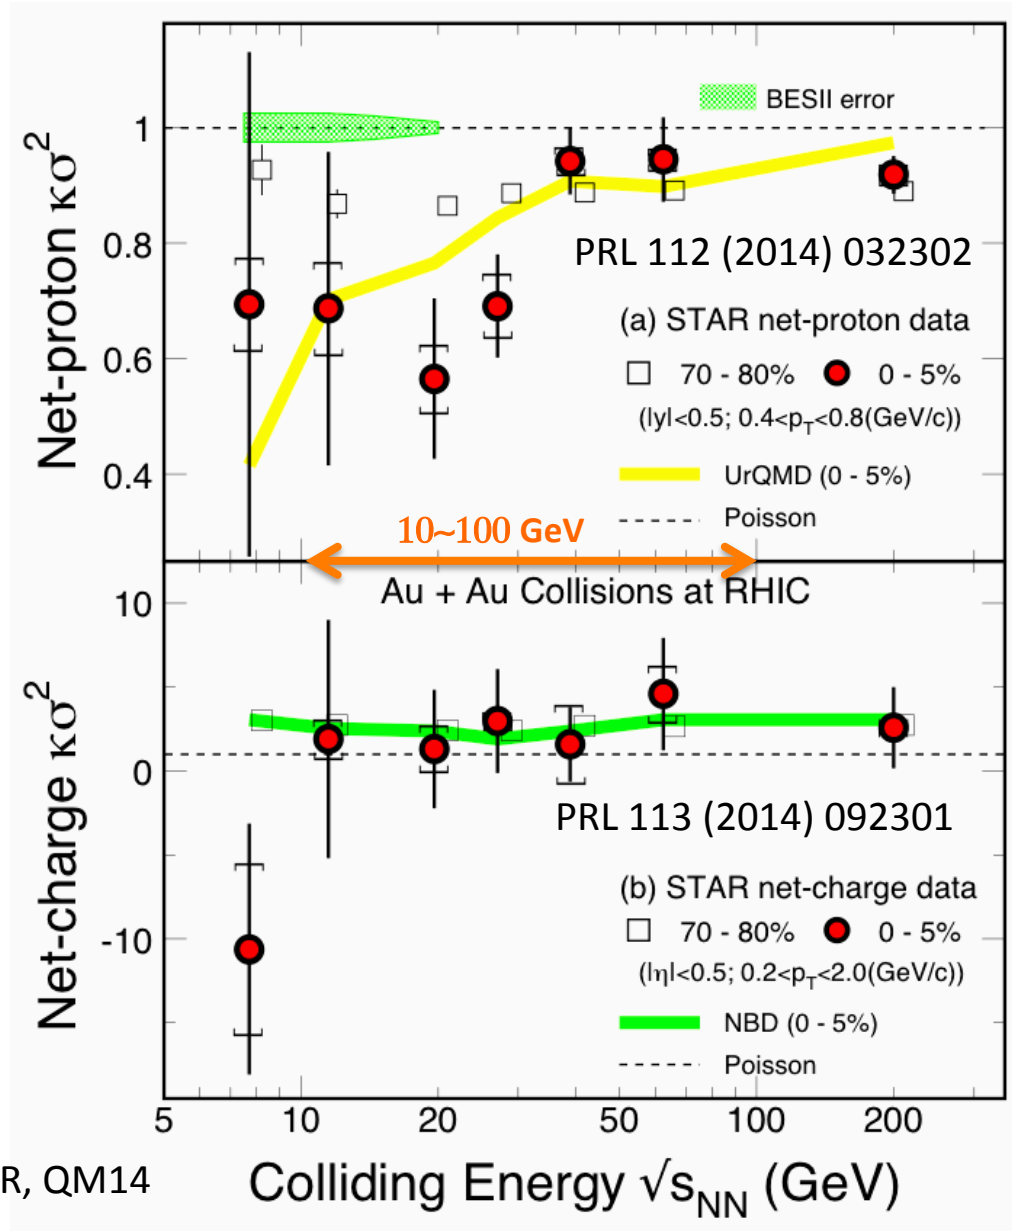 BESII error
1
0.8
0.6
0.4
Net-proton κσ²
PRL 112 (2014) 032302
(a) STAR net-proton data
70 - 80% 0 - 5%
(|y|<0.5; 0.4<p_T<0.8(GeV/c))
UrQMD (0 - 5%)
Poisson
10~100 GeV
Au + Au Collisions at RHIC
10
0
-10
Net-charge κσ²
PRL 113 (2014) 092301
(b) STAR net-charge data
70 - 80% 0 - 5%
(|η|<0.5; 0.2<p_T<2.0(GeV/c))
NBD (0 - 5%)
Poisson
5 10 20 50 100 200
R, QM14
Colliding Energy √s_NN (GeV)